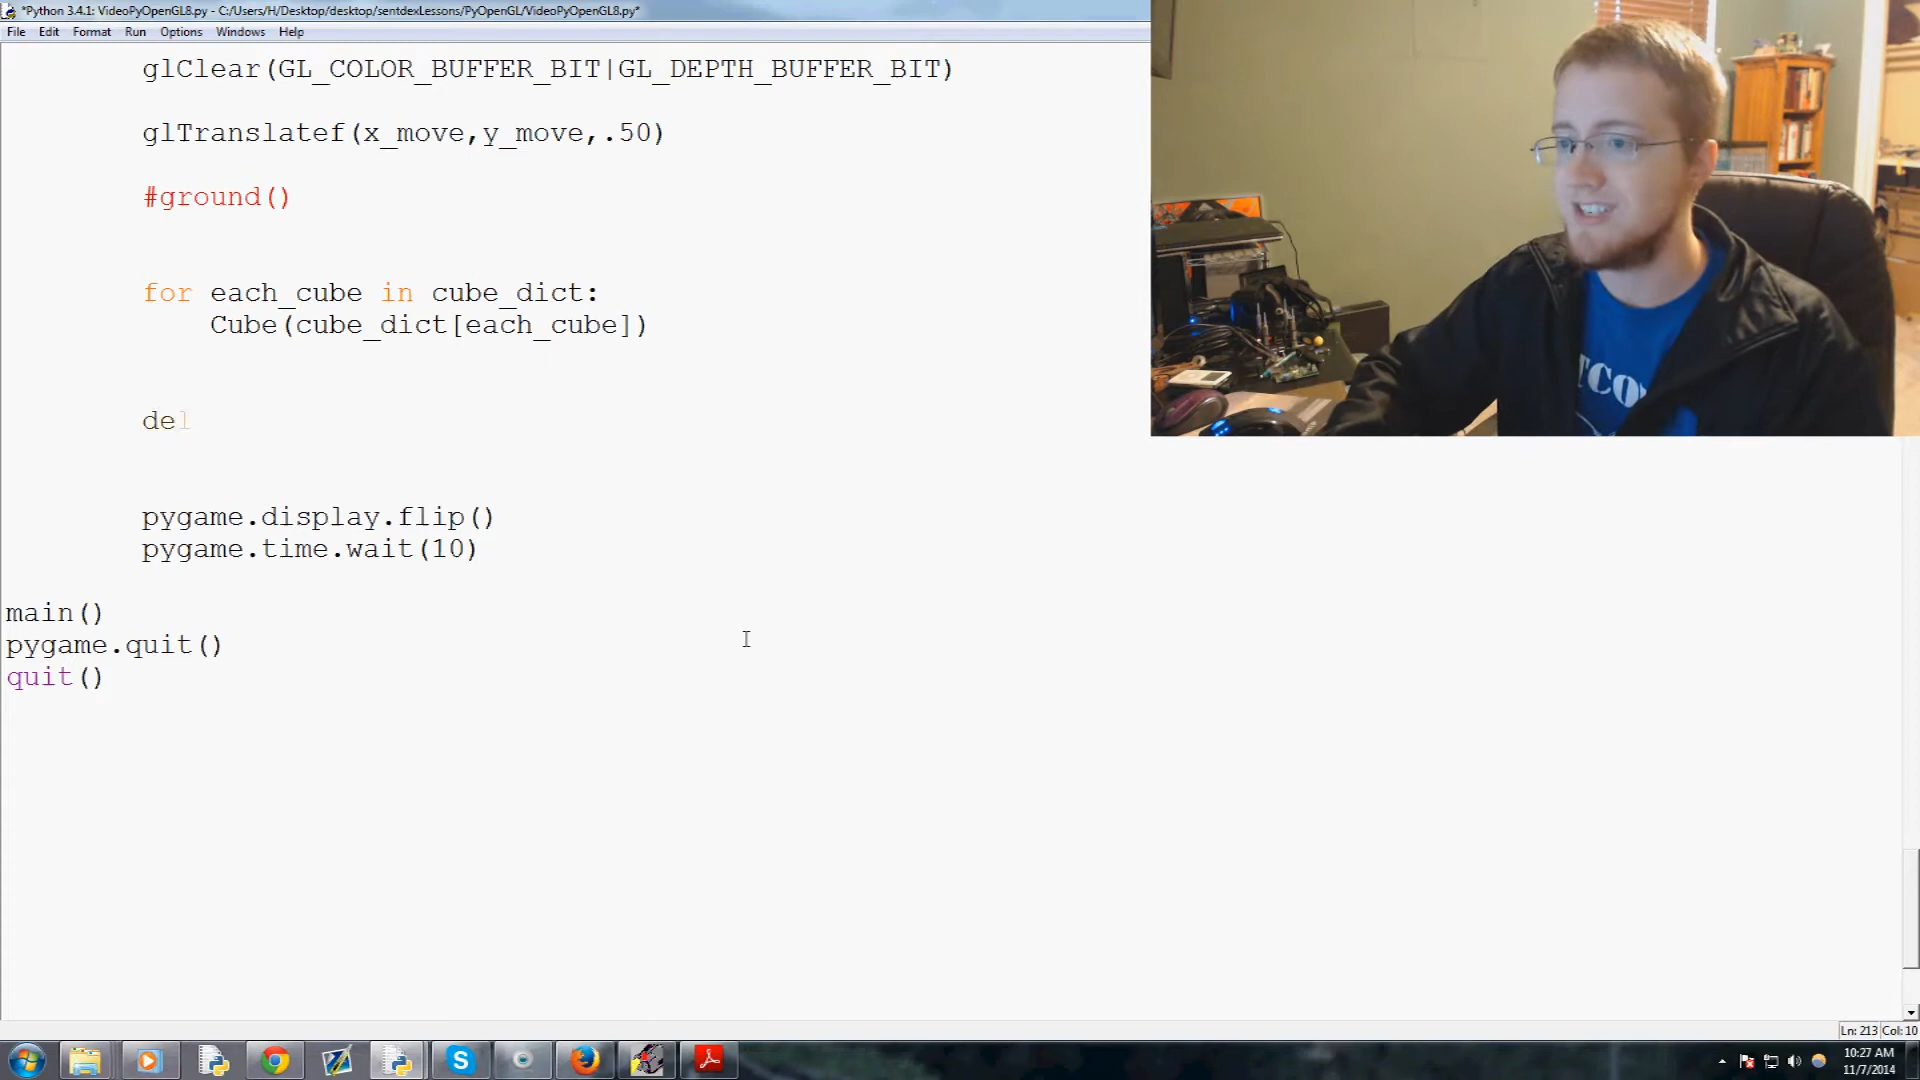 *Python 3.4.1: VideoPyOpenGL8.py - C:/Users/H/Desktop/desktop/sentdexLessons/PyOpenGL/VideoPyOpenGL8.py*
File Edit Format Run Options Windows Help
glClear(GL_COLOR_BUFFER_BIT|GL_DEPTH_BUFFER_BIT)
glTranslatef(x_move,y_move,.50)
#ground()
for each_cube in cube_dict:
Cube(cube_dict[each_cube])
del
pygame.display.flip()
pygame.time.wait(10)
main()
pygame.quit()
quit()
Ln: 213 Col: 10
10:27 AM
11/7/2014